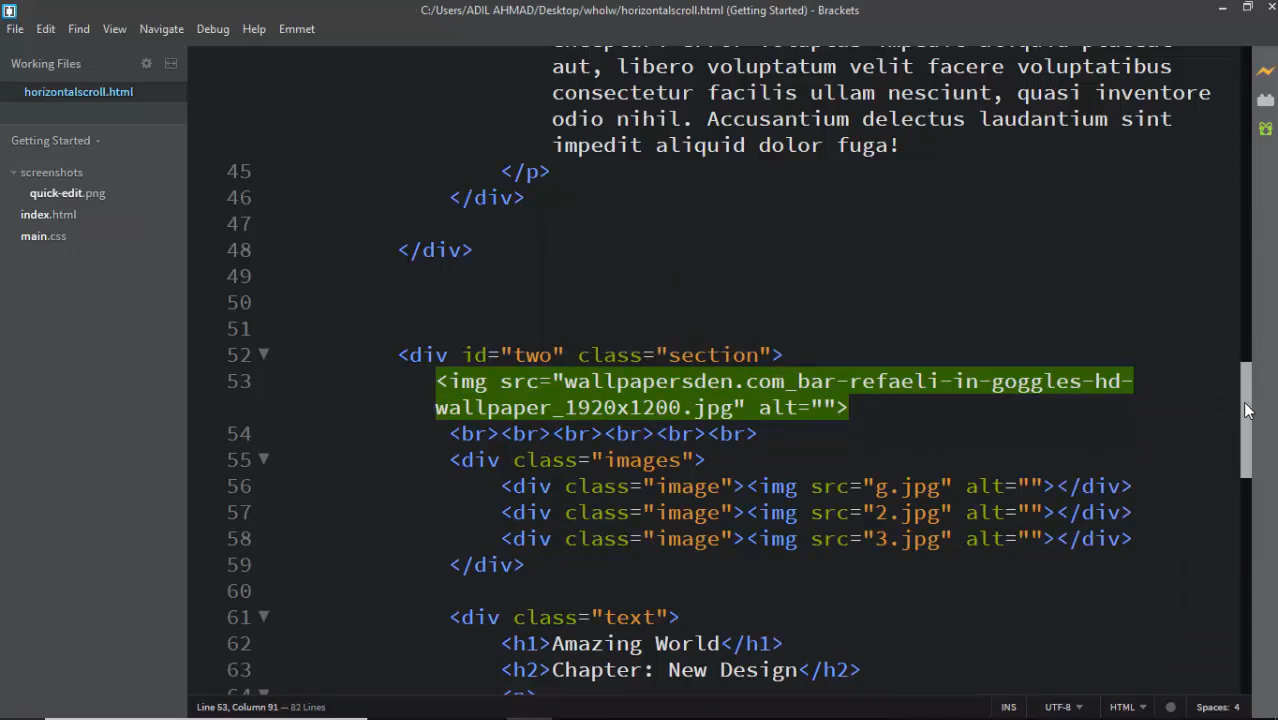 C:/Users/ADIL AHMAD/Desktop/wholw/horizontalscroll.html (Getting Started) - Brackets
File Edit Find View Navigate Debug Help Emmet
Working Files
horizontalscroll.html
Getting Started
screenshots
quick-edit.png
index.html
main.css
aut, libero voluptatum velit facere voluptatibus
consectetur facilis ullam nesciunt, quasi inventore
odio nihil. Accusantium delectus laudantium sint
impedit aliquid dolor fuga!
45 </p>
46 </div>
47
48 </div>
49
50
51
52 <div id="two" class="section">
53 <img src="wallpapersden.com_bar-refaeli-in-goggles-hd-
wallpaper_1920x1200.jpg" alt="">
54 <br><br><br><br><br><br>
55 <div class="images">
56 <div class="image"><img src="g.jpg" alt=""></div>
57 <div class="image"><img src="2.jpg" alt=""></div>
58 <div class="image"><img src="3.jpg" alt=""></div>
59 </div>
60
61 <div class="text">
62 <h1>Amazing World</h1>
63 <h2>Chapter: New Design</h2>
64 <p>
Line 53, Column 91 — 82 Lines
INS UTF-8 HTML Spaces: 4